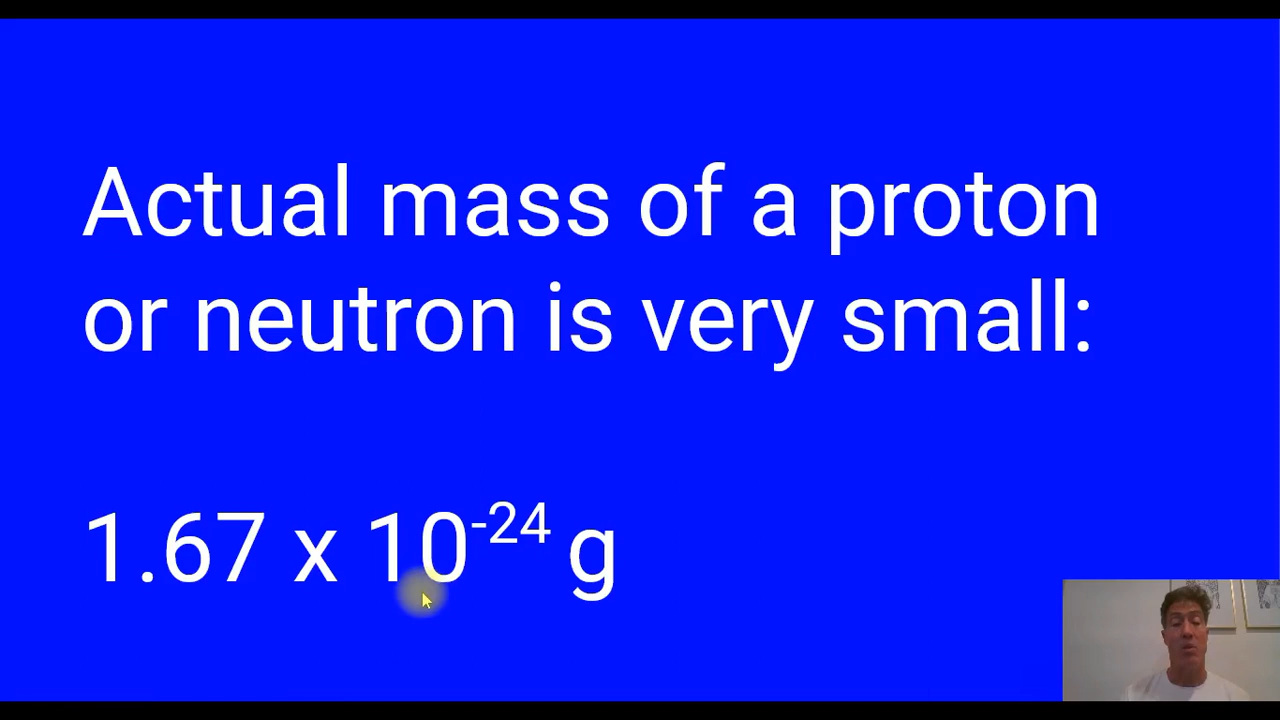 Actual mass of a proton
or neutron is very small:
1.67 x 10⁻²⁴ g